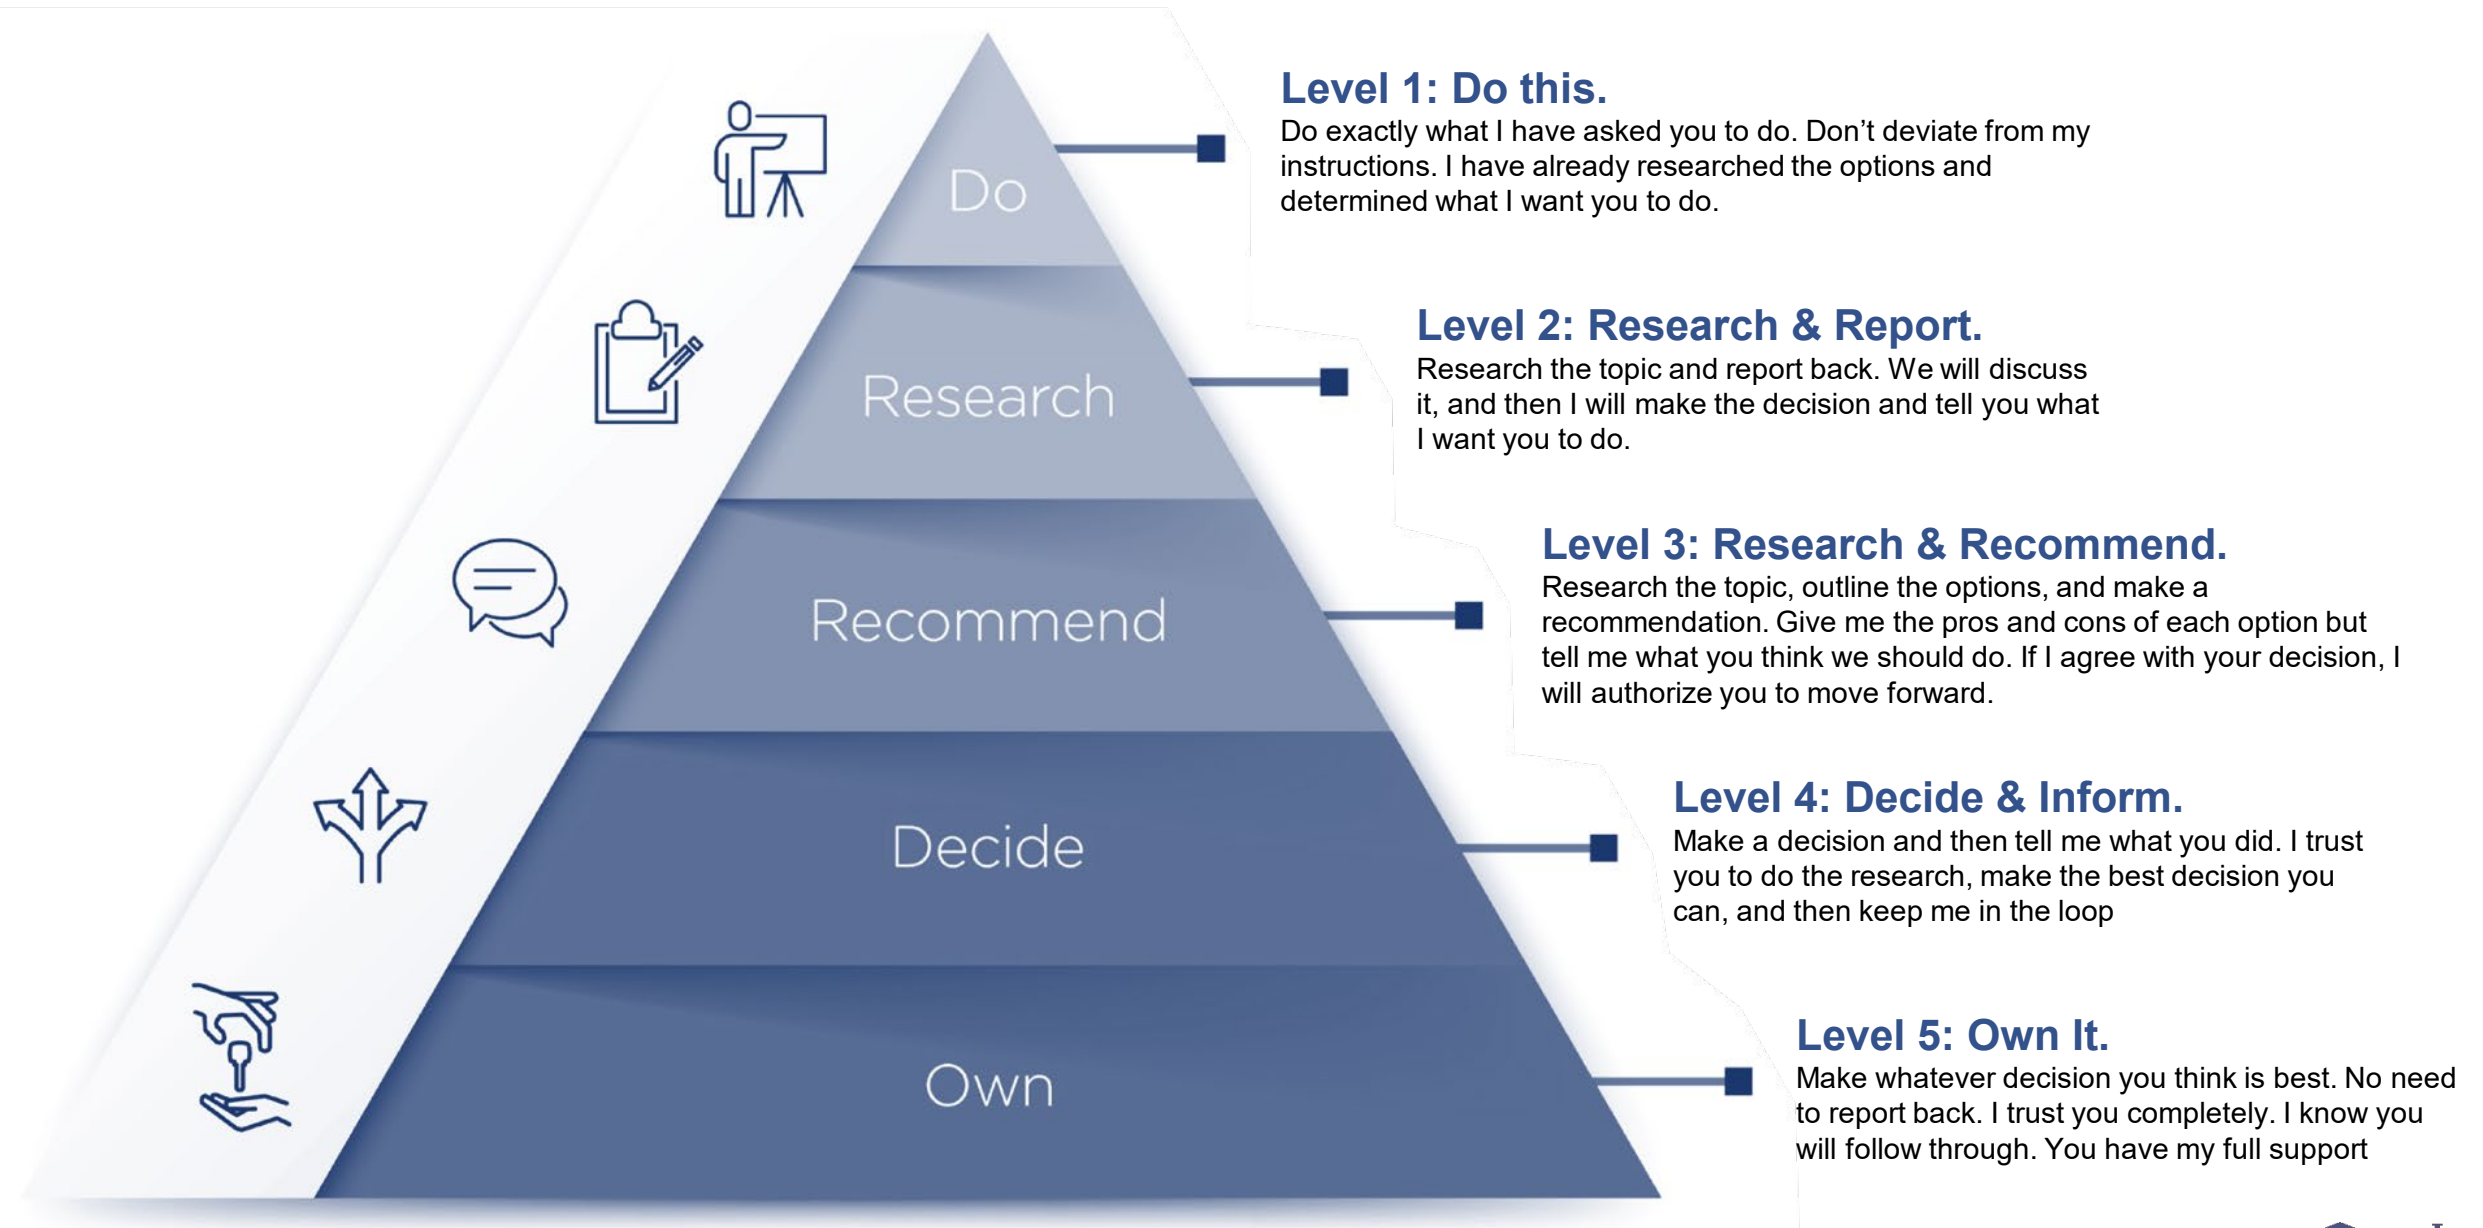 Do
Level 1: Do this.
Do exactly what I have asked you to do. Don’t deviate from my
instructions. I have already researched the options and
determined what I want you to do.
Research
Level 2: Research & Report.
Research the topic and report back. We will discuss
it, and then I will make the decision and tell you what
I want you to do.
Recommend
Level 3: Research & Recommend.
Research the topic, outline the options, and make a
recommendation. Give me the pros and cons of each option but
tell me what you think we should do. If I agree with your decision, I
will authorize you to move forward.
Decide
Level 4: Decide & Inform.
Make a decision and then tell me what you did. I trust
you to do the research, make the best decision you
can, and then keep me in the loop
Own
Level 5: Own It.
Make whatever decision you think is best. No need
to report back. I trust you completely. I know you
will follow through. You have my full support